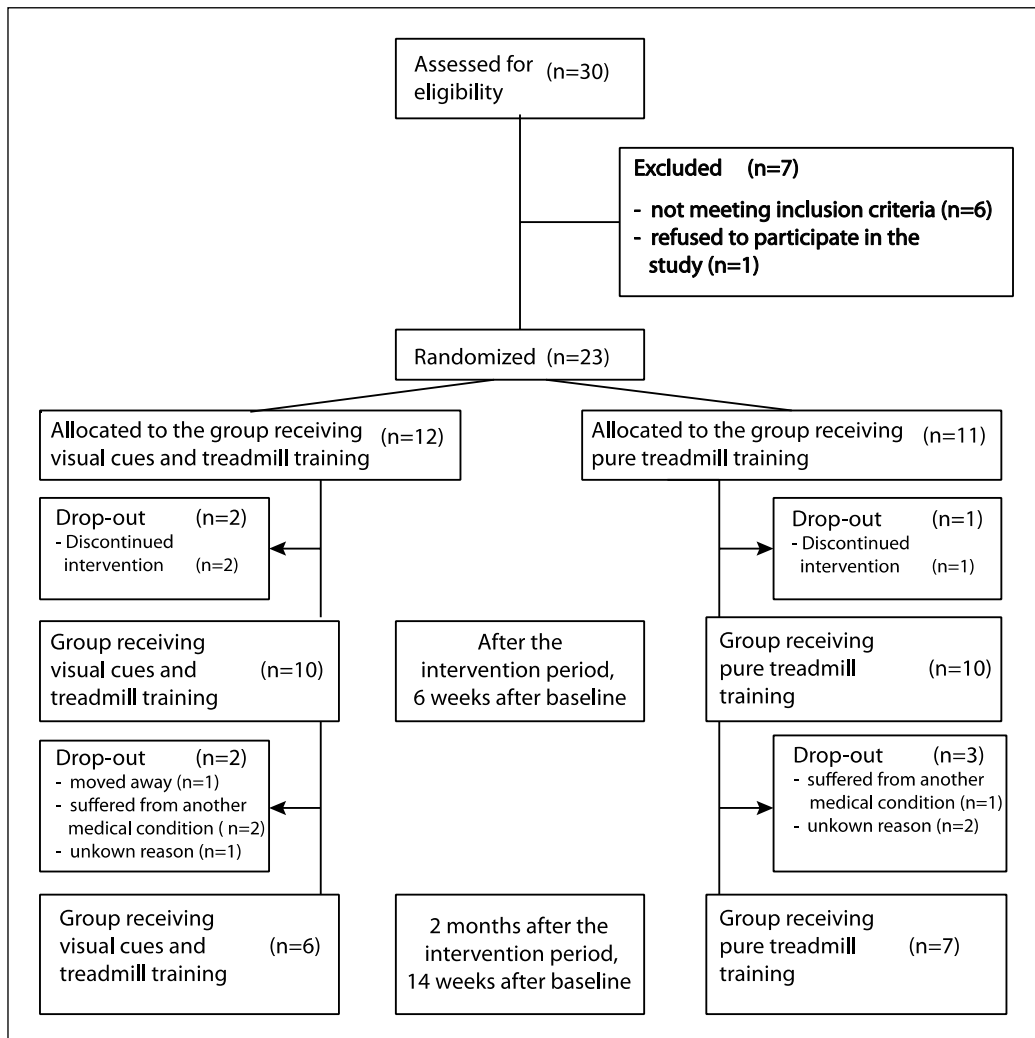 Assessed for (n=30)
eligibility
Excluded (n=7)
- not meeting inclusion criteria (n=6)
- refused to participate in the
study (n=1)
Randomized (n=23)
Allocated to the group receiving (n=12)
visual cues and treadmill training
Allocated to the group receiving (n=11)
pure treadmill training
Drop-out (n=2)
- Discontinued
intervention (n=2)
Drop-out (n=1)
- Discontinued
intervention (n=1)
Group receiving
visual cues and (n=10)
treadmill training
After the
intervention period,
6 weeks after baseline
Group receiving
pure treadmill (n=10)
training
Drop-out (n=2)
- moved away (n=1)
- suffered from another
medical condition ( n=2)
- unkown reason (n=1)
Drop-out (n=3)
- suffered from another
medical condition (n=1)
- unkown reason (n=2)
Group receiving
visual cues and (n=6)
treadmill training
2 months after the
intervention period,
14 weeks after baseline
Group receiving
pure treadmill (n=7)
training